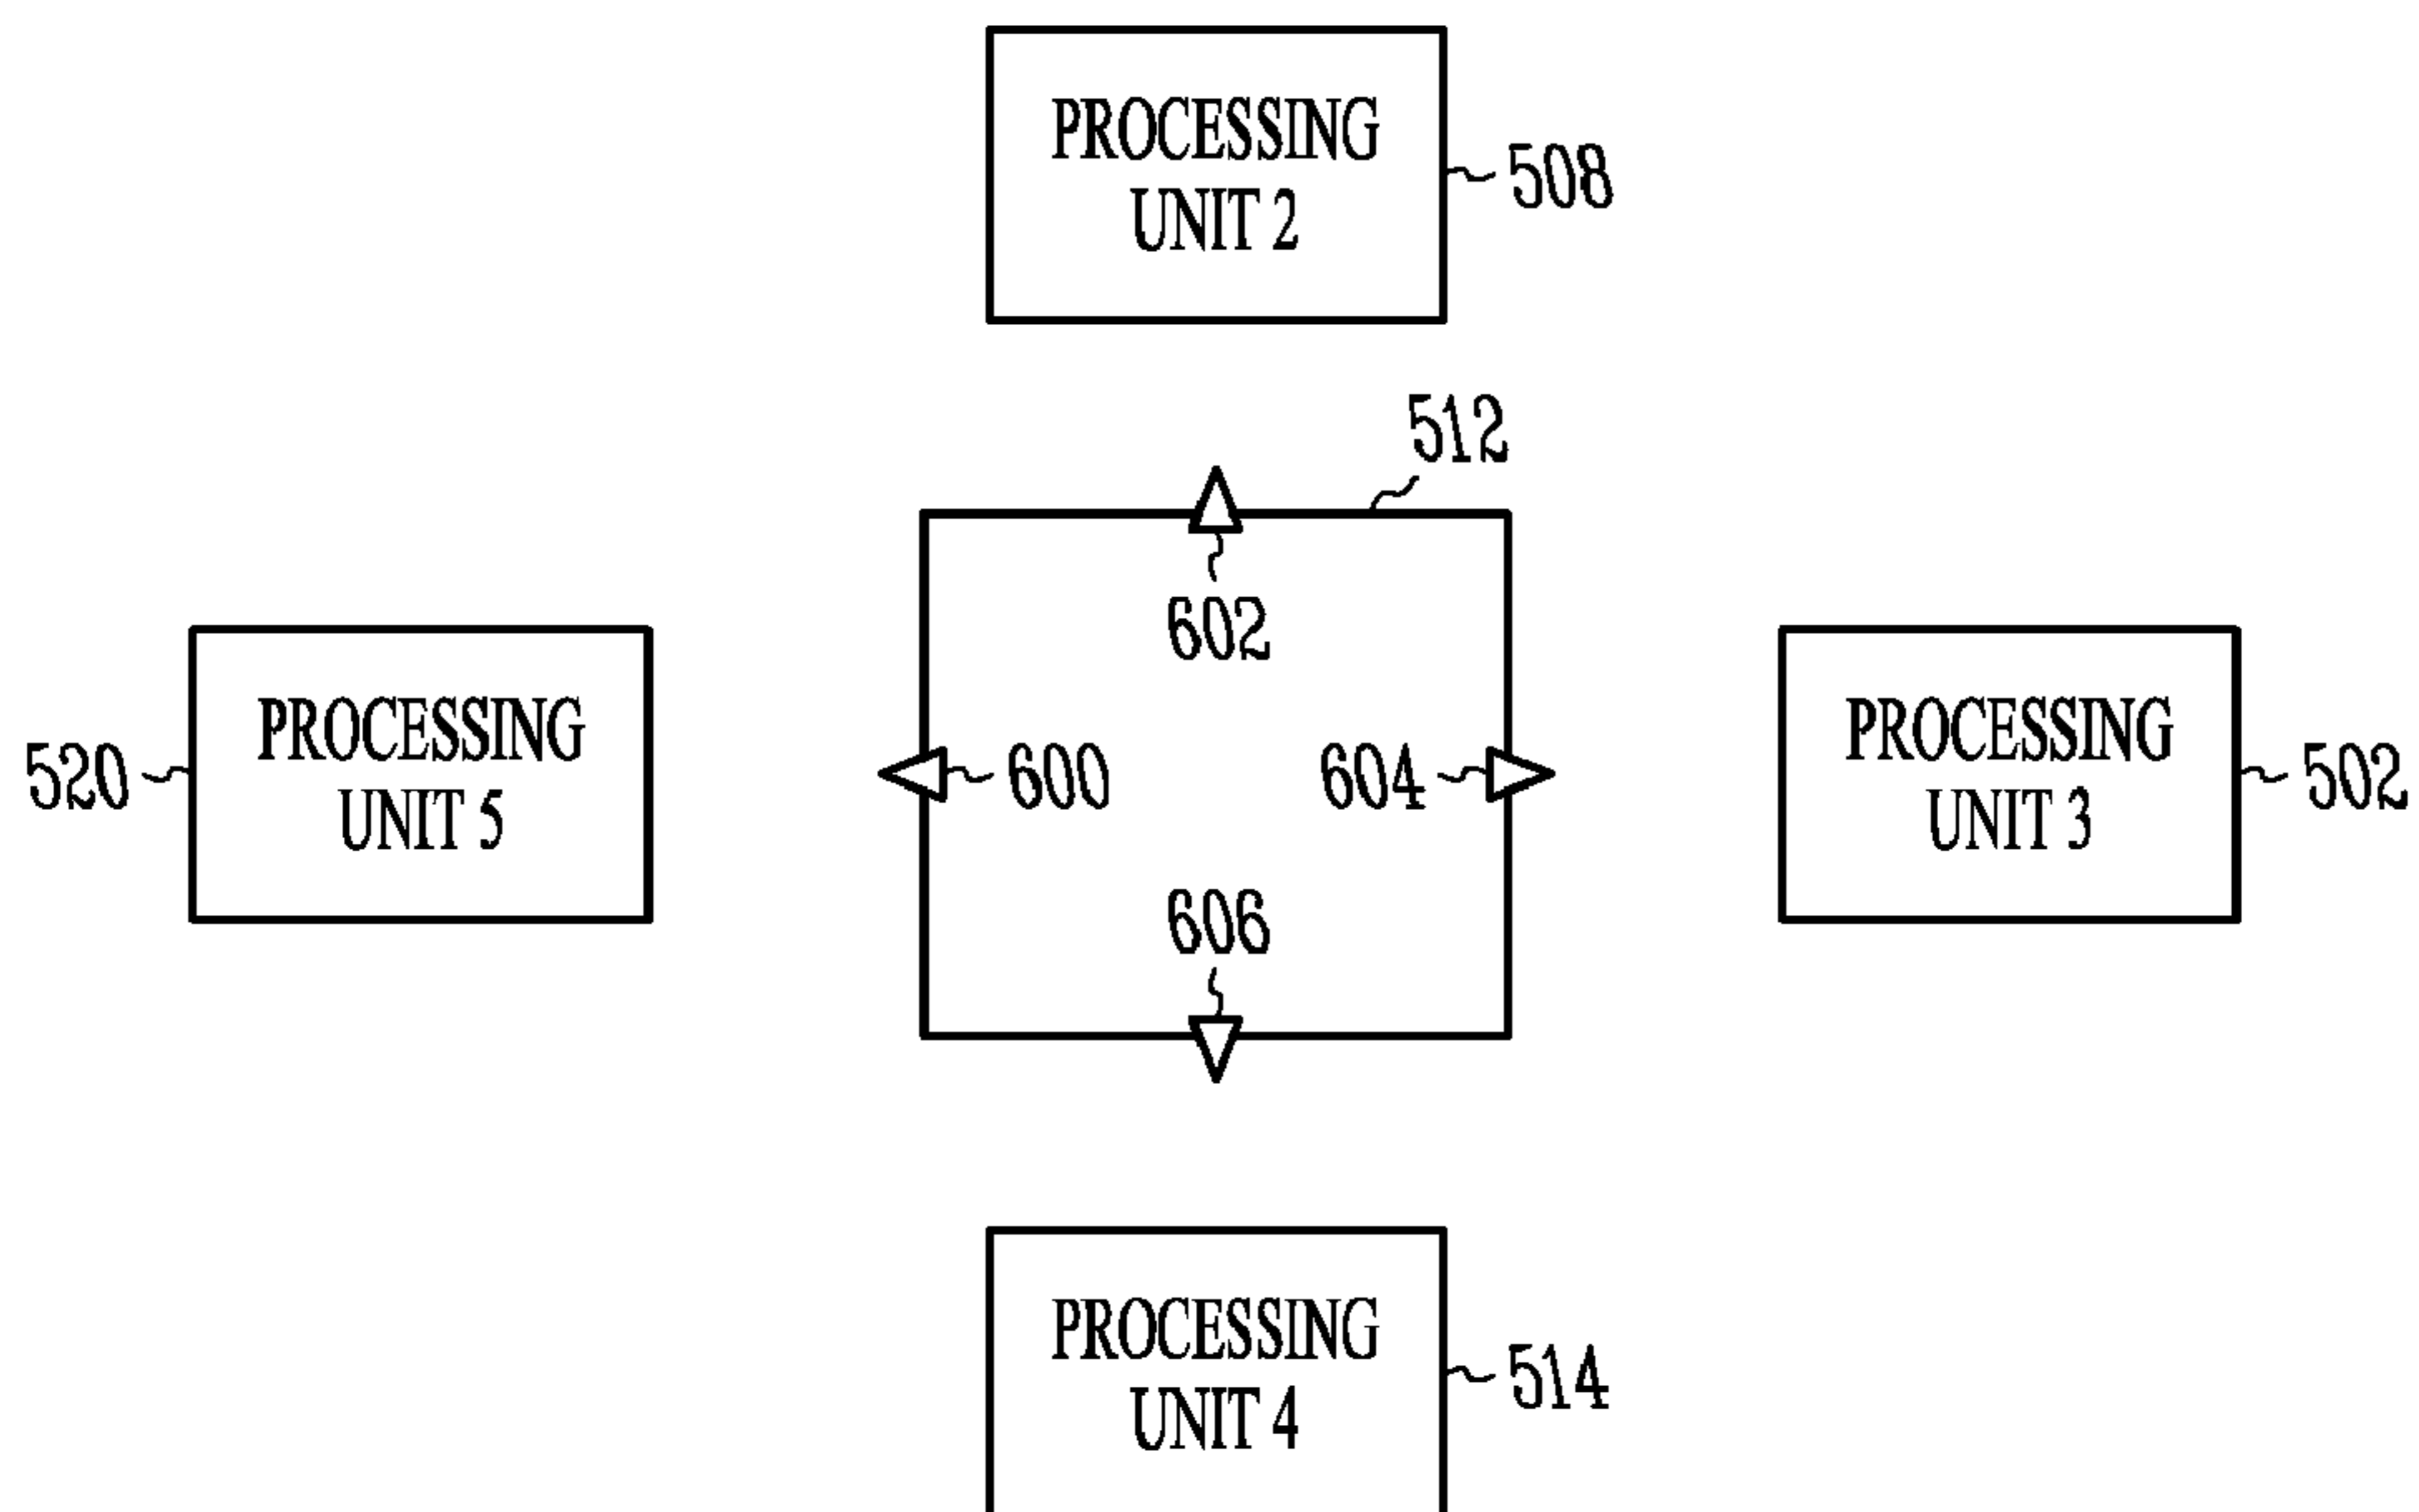 PROCESSING
UNIT 2
508
512
602
PROCESSING
UNIT 5
520
600
604
PROCESSING
UNIT 3
502
606
PROCESSING
UNIT 4
514